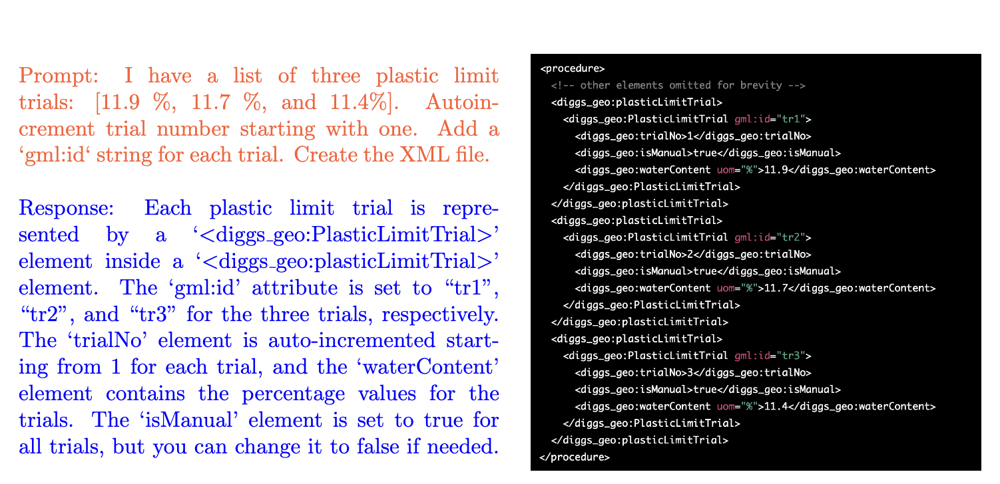 Prompt: I have a list of three plastic limit
trials: [11.9 %, 11.7 %, and 11.4%]. Autoin-
crement trial number starting with one. Add a
‘gml:id‘ string for each trial. Create the XML file.
Response: Each plastic limit trial is repre-
sented by a ‘<diggs_geo:PlasticLimitTrial>’
element inside a ‘<diggs_geo:plasticLimitTrial>’
element. The ‘gml:id’ attribute is set to “tr1”,
“tr2”, and “tr3” for the three trials, respectively.
The ‘trialNo’ element is auto-incremented start-
ing from 1 for each trial, and the ‘waterContent’
element contains the percentage values for the
trials. The ‘isManual’ element is set to true for
all trials, but you can change it to false if needed.
<procedure>
  <!-- other elements omitted for brevity -->
  <diggs_geo:plasticLimitTrial>
    <diggs_geo:PlasticLimitTrial gml:id="tr1">
      <diggs_geo:trialNo>1</diggs_geo:trialNo>
      <diggs_geo:isManual>true</diggs_geo:isManual>
      <diggs_geo:waterContent uom="%">11.9</diggs_geo:waterContent>
    </diggs_geo:PlasticLimitTrial>
  </diggs_geo:plasticLimitTrial>
  <diggs_geo:plasticLimitTrial>
    <diggs_geo:PlasticLimitTrial gml:id="tr2">
      <diggs_geo:trialNo>2</diggs_geo:trialNo>
      <diggs_geo:isManual>true</diggs_geo:isManual>
      <diggs_geo:waterContent uom="%">11.7</diggs_geo:waterContent>
    </diggs_geo:PlasticLimitTrial>
  </diggs_geo:plasticLimitTrial>
  <diggs_geo:plasticLimitTrial>
    <diggs_geo:PlasticLimitTrial gml:id="tr3">
      <diggs_geo:trialNo>3</diggs_geo:trialNo>
      <diggs_geo:isManual>true</diggs_geo:isManual>
      <diggs_geo:waterContent uom="%">11.4</diggs_geo:waterContent>
    </diggs_geo:PlasticLimitTrial>
  </diggs_geo:plasticLimitTrial>
</procedure>